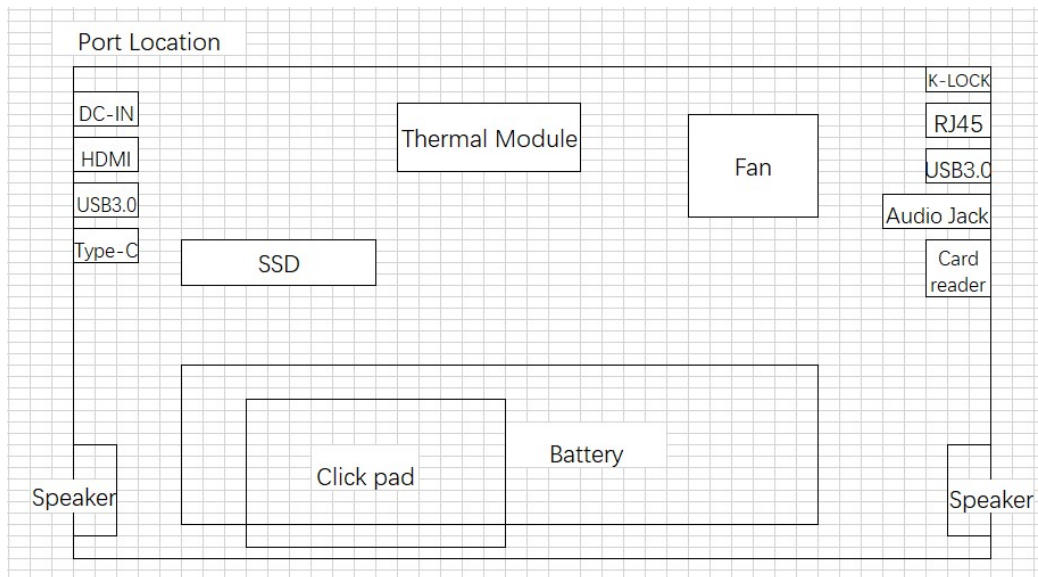 Port Location
K-LOCK
DC-IN
RJ45
Thermal Module
HDMI
Fan
USB3.0
USB3.0
Audio Jack
Type-C
SSD
Card
reader
Battery
Click pad
Speaker
Speaker